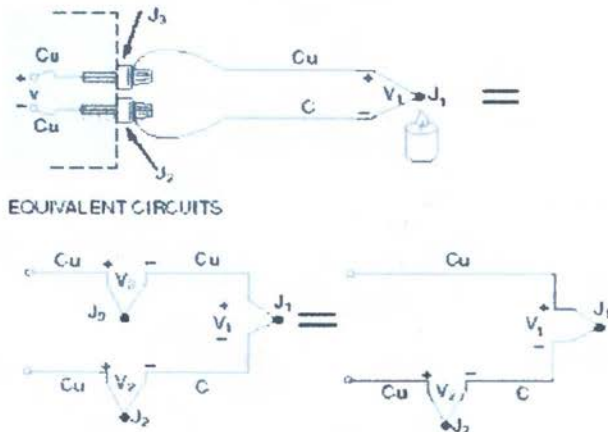 J₃
Cu Cu
+ +
v V₁ J₁ =
- -
Cu C
J₂
EQUIVALENT CIRCUITS
Cu + - Cu Cu
V₃ J₁ + J₁
J₃ + V₁ = V₁
- -
+ - + -
Cu V₂ C Cu V₂ C
J₂ J₂